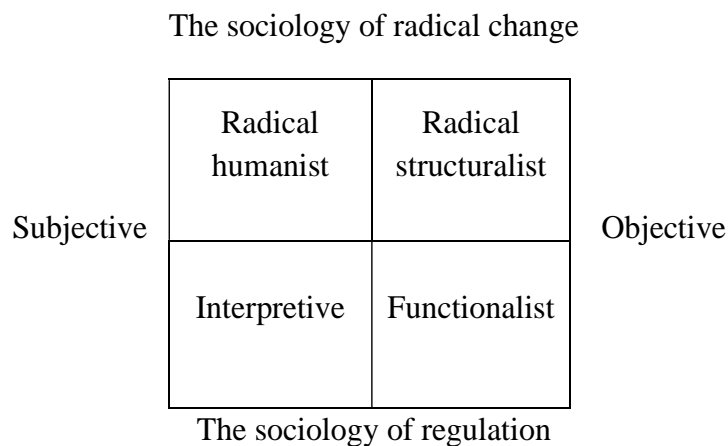 The sociology of radical change
Radical
humanist
Radical
structuralist
Subjective
Objective
Interpretive
Functionalist
The sociology of regulation